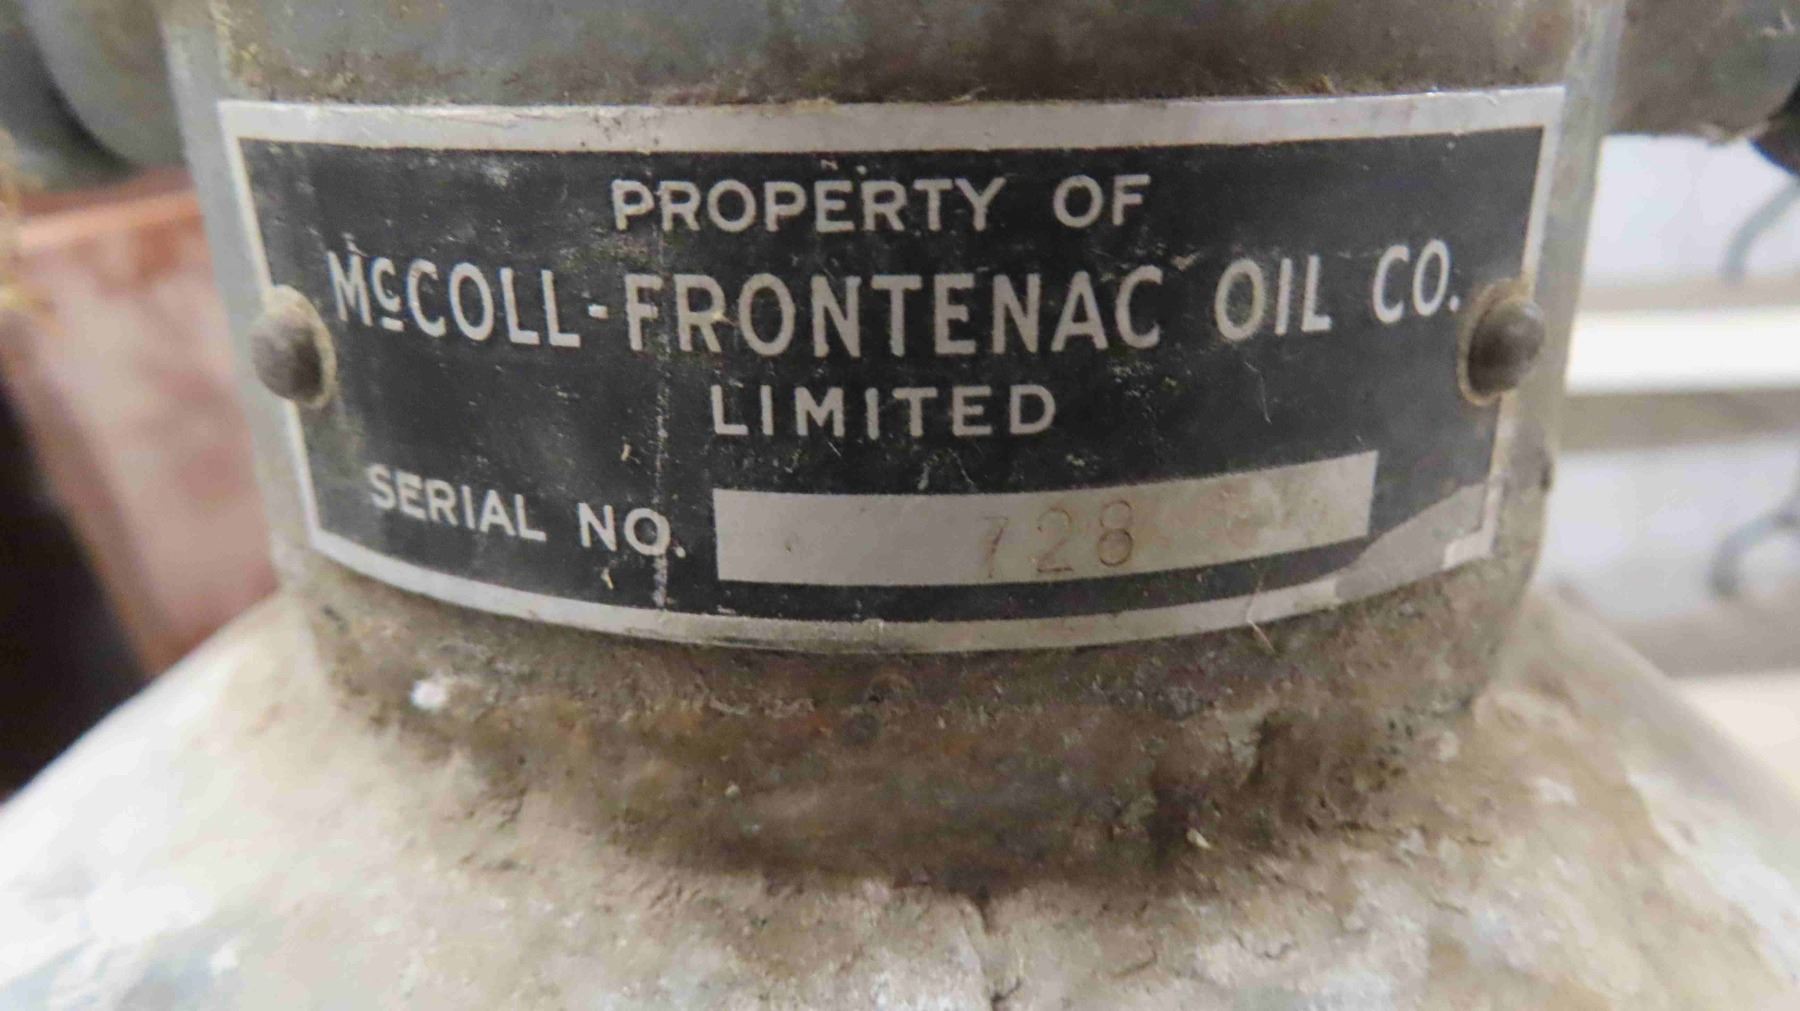 PROPERTY OF
McCOLL-FRONTENAC OIL CO.
LIMITED
SERIAL NO. 728